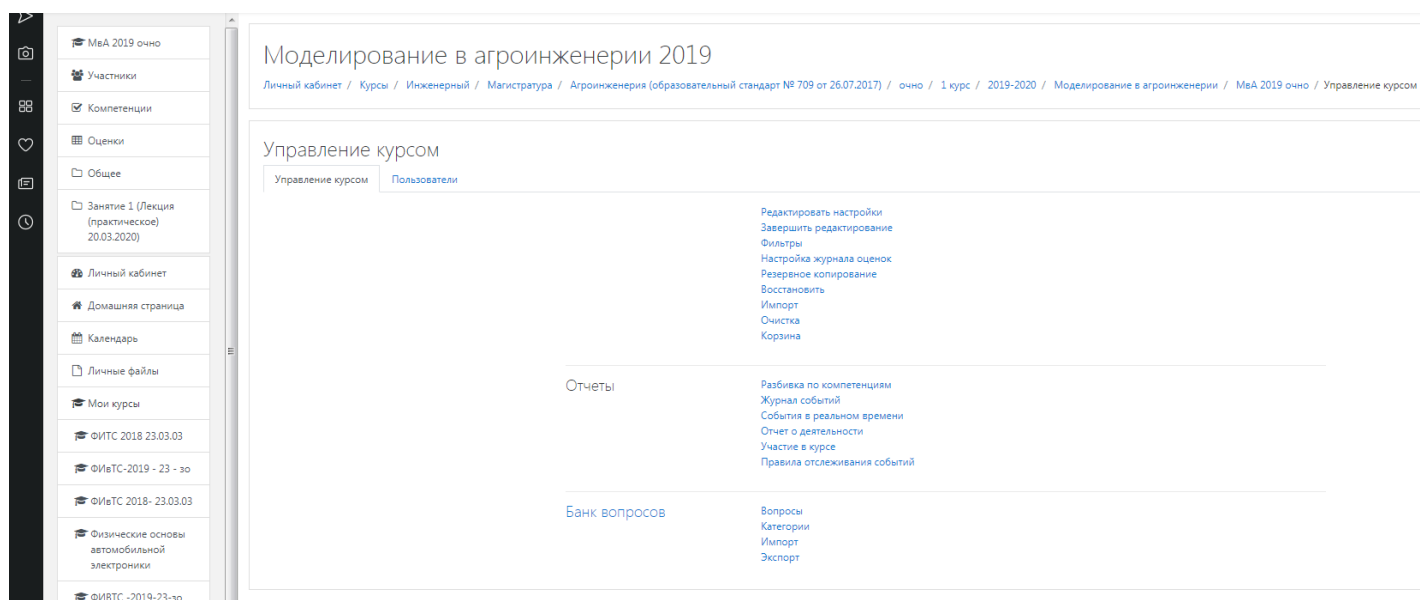 МвА 2019 очно
Участники
Компетенции
Оценки
Общее
Занятие 1 (Лекция
(практическое)
20.03.2020)
Личный кабинет
Домашняя страница
Календарь
Личные файлы
Мои курсы
ФИТС 2018 23.03.03
ФИвТС-2019 - 23 - зо
ФИвТС 2018- 23.03.03
Физические основы
автомобильной
электроники
ФИВТС -2019-23-зо
Моделирование в агроинженерии 2019
Личный кабинет / Курсы / Инженерный / Магистратура / Агроинженерия (образовательный стандарт № 709 от 26.07.2017) / очно / 1 курс / 2019-2020 / Моделирование в агроинженерии / МвА 2019 очно / Управление курсом
Управление курсом
Управление курсом Пользователи
Редактировать настройки
Завершить редактирование
Фильтры
Настройка журнала оценок
Резервное копирование
Восстановить
Импорт
Очистка
Корзина
Отчеты
Разбивка по компетенциям
Журнал событий
События в реальном времени
Отчет о деятельности
Участие в курсе
Правила отслеживания событий
Банк вопросов
Вопросы
Категории
Импорт
Экспорт